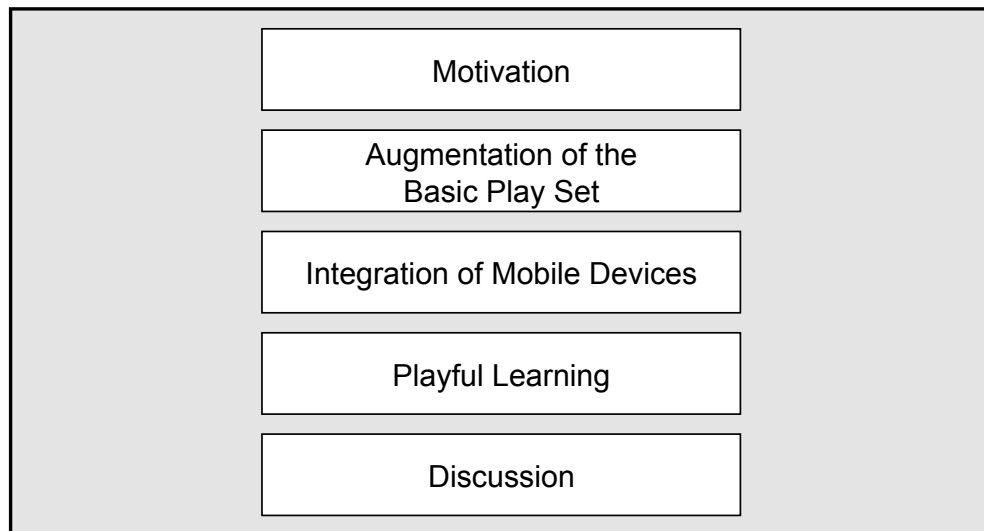 Motivation
Augmentation of the
Basic Play Set
Integration of Mobile Devices
Playful Learning
Discussion